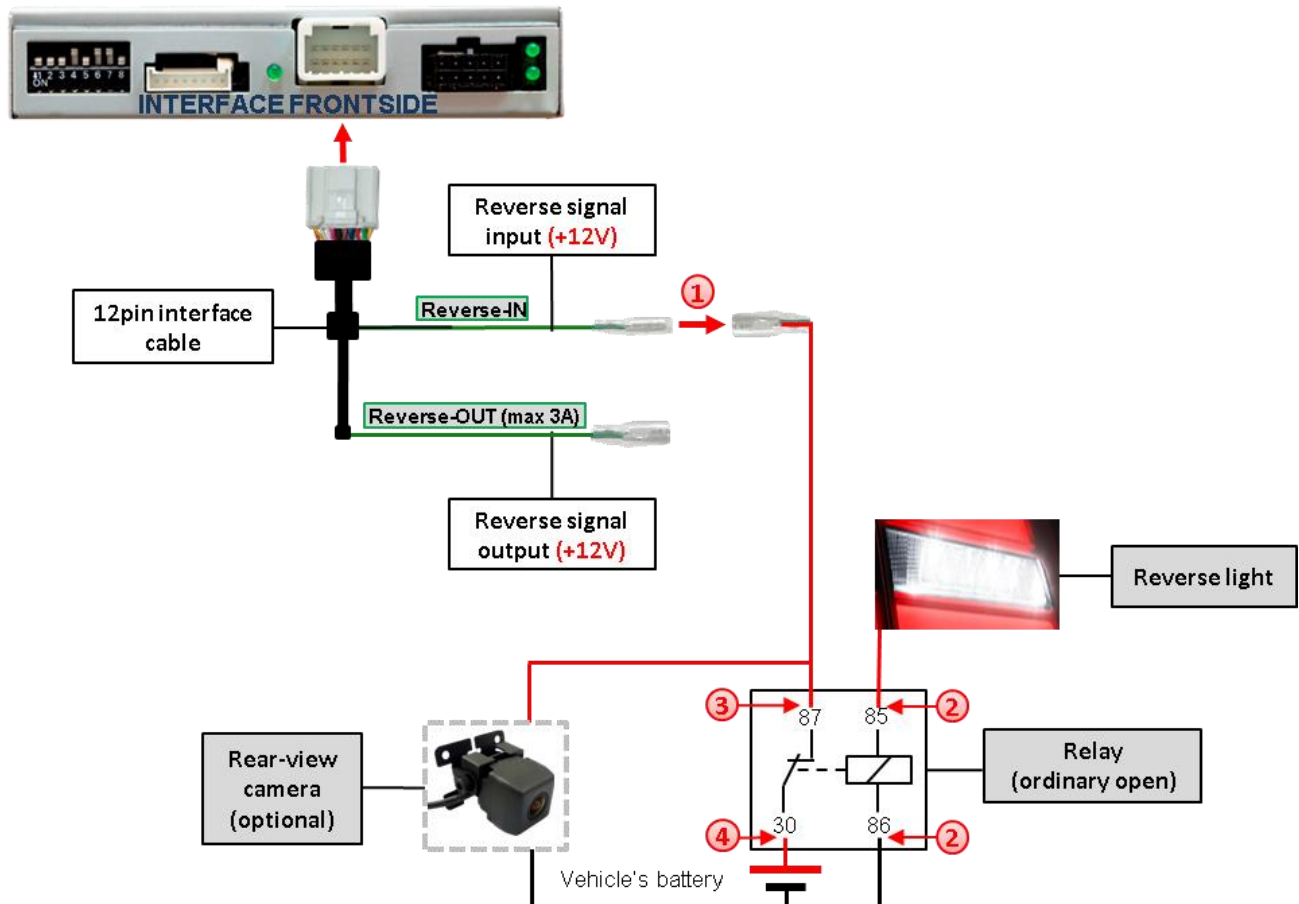 41 2 3 4 5 6 7 8
ON
INTERFACE FRONTSIDE
Reverse signal
input (+12V)
1
12pin interface
cable
Reverse-IN
Reverse-OUT (max 3A)
Reverse signal
output (+12V)
Reverse light
3
87
85
2
Rear-view
camera
(optional)
Relay
(ordinary open)
4
30
86
2
Vehicle's battery